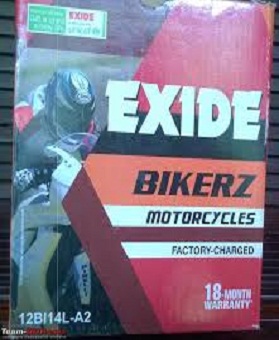 EXIDE
EXIDE
BIKERZ
MOTORCYCLES
FACTORY-CHARGED
18-MONTH
WARRANTY*
12BI14L-A2